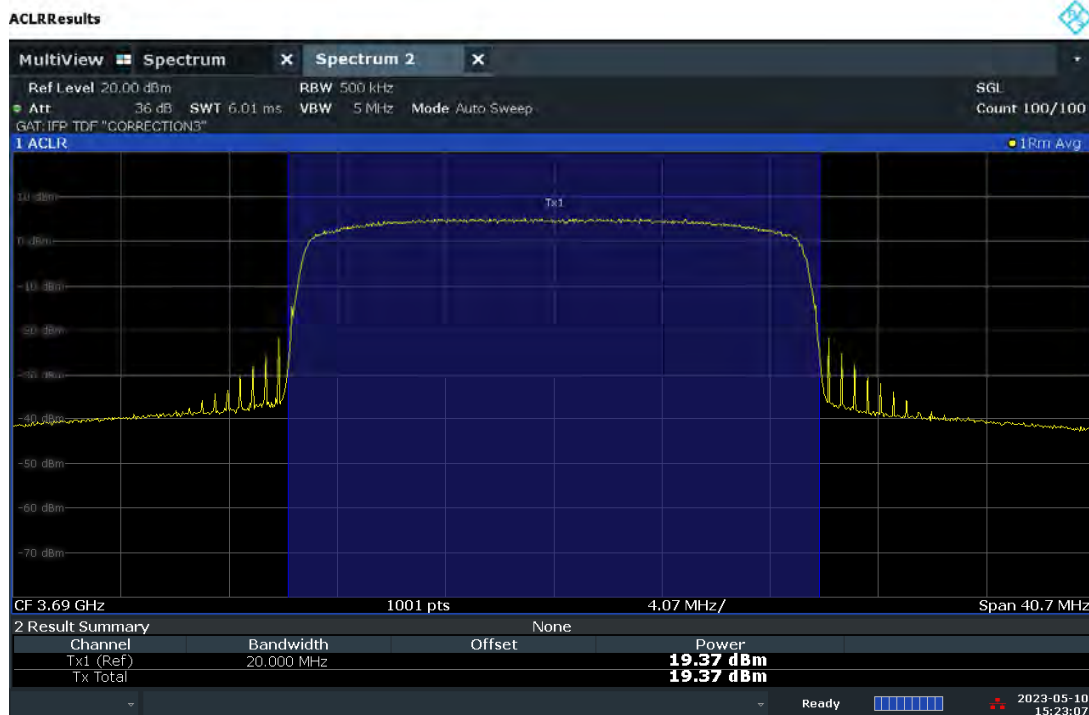 ACLRResults
MultiView Spectrum X Spectrum 2 X
Ref Level 20.00 dBm RBW 500 kHz SGL
Att 36 dB SWT 6.01 ms VBW 5 MHz Mode Auto Sweep Count 100/100
GAT:IFP TDF "CORRECTION3"
1 ACLR 1Rm Avg
10 dBm
Tx1
0 dBm
-10 dBm
-20 dBm
-30 dBm
-40 dBm
-50 dBm
-60 dBm
-70 dBm
CF 3.69 GHz 1001 pts 4.07 MHz/ Span 40.7 MHz
2 Result Summary None
Channel Bandwidth Offset Power
Tx1 (Ref) 20.000 MHz 19.37 dBm
Tx Total 19.37 dBm
Ready 2023-05-10
15:23:07